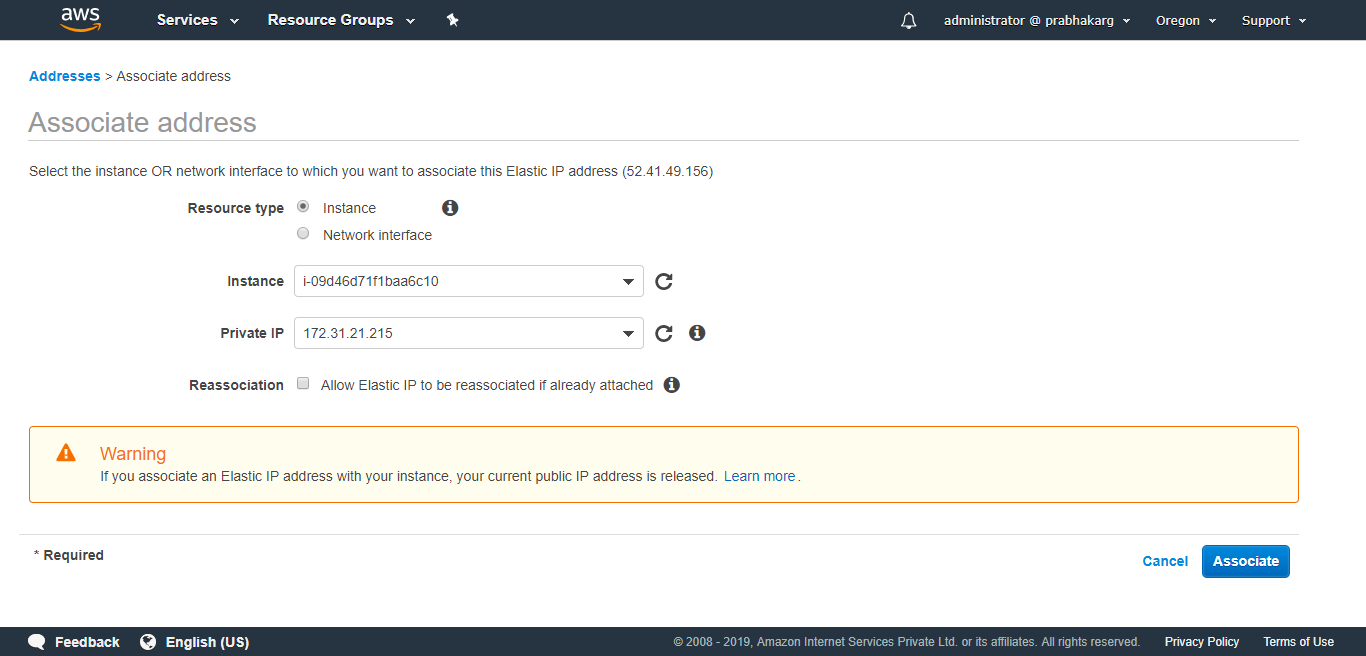 aws Services Resource Groups administrator @ prabhakarg Oregon Support
Addresses > Associate address
Associate address
Select the instance OR network interface to which you want to associate this Elastic IP address (52.41.49.156)
Resource type Instance
Network interface
Instance i-09d46d71f1baa6c10
Private IP 172.31.21.215
Reassociation Allow Elastic IP to be reassociated if already attached
Warning
If you associate an Elastic IP address with your instance, your current public IP address is released. Learn more.
* Required
Cancel Associate
Feedback English (US) © 2008 - 2019, Amazon Internet Services Private Ltd. or its affiliates. All rights reserved. Privacy Policy Terms of Use